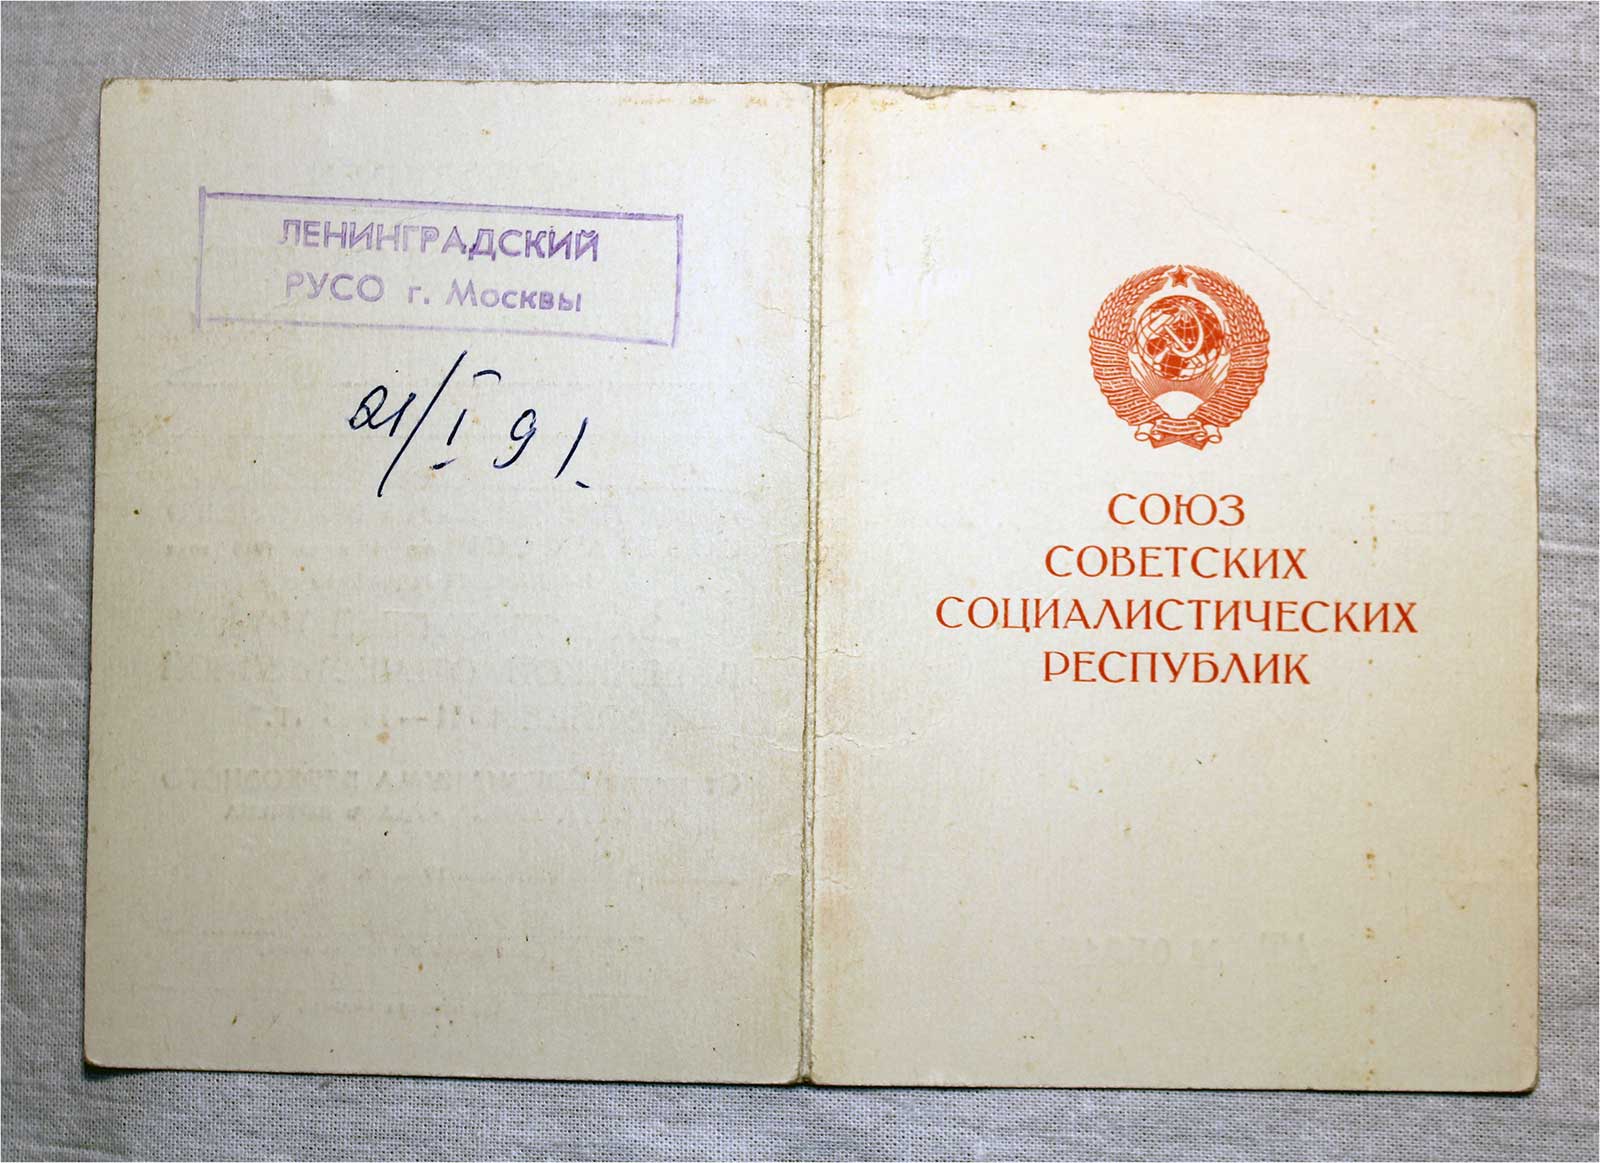 ЛЕНИНГРАДСКИЙ
РУСО г. Москвы
21/I 91.
СОЮЗ
СОВЕТСКИХ
СОЦИАЛИСТИЧЕСКИХ
РЕСПУБЛИК